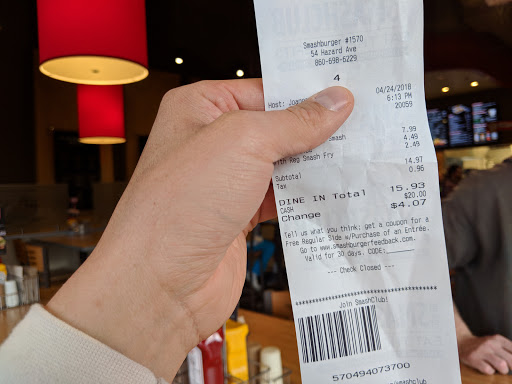 Smashburger #1570
54 Hazard Ave
860-698-6229
4
Host: 04/24/2018
6:13 PM
20059
Smash 7.99
4.49
With Reg Smash Fry 2.49
Subtotal 14.97
Tax 0.96
DINE IN Total 15.93
CASH $20.00
Change $4.07
Tell us what you think; get a coupon for a
Free Regular Side w/Purchase of an Entree.
Go to www.smashburgerfeedback.com.
Valid for 30 days. CODE:______
--- Check Closed ---
Join SmashClub!
570494073700